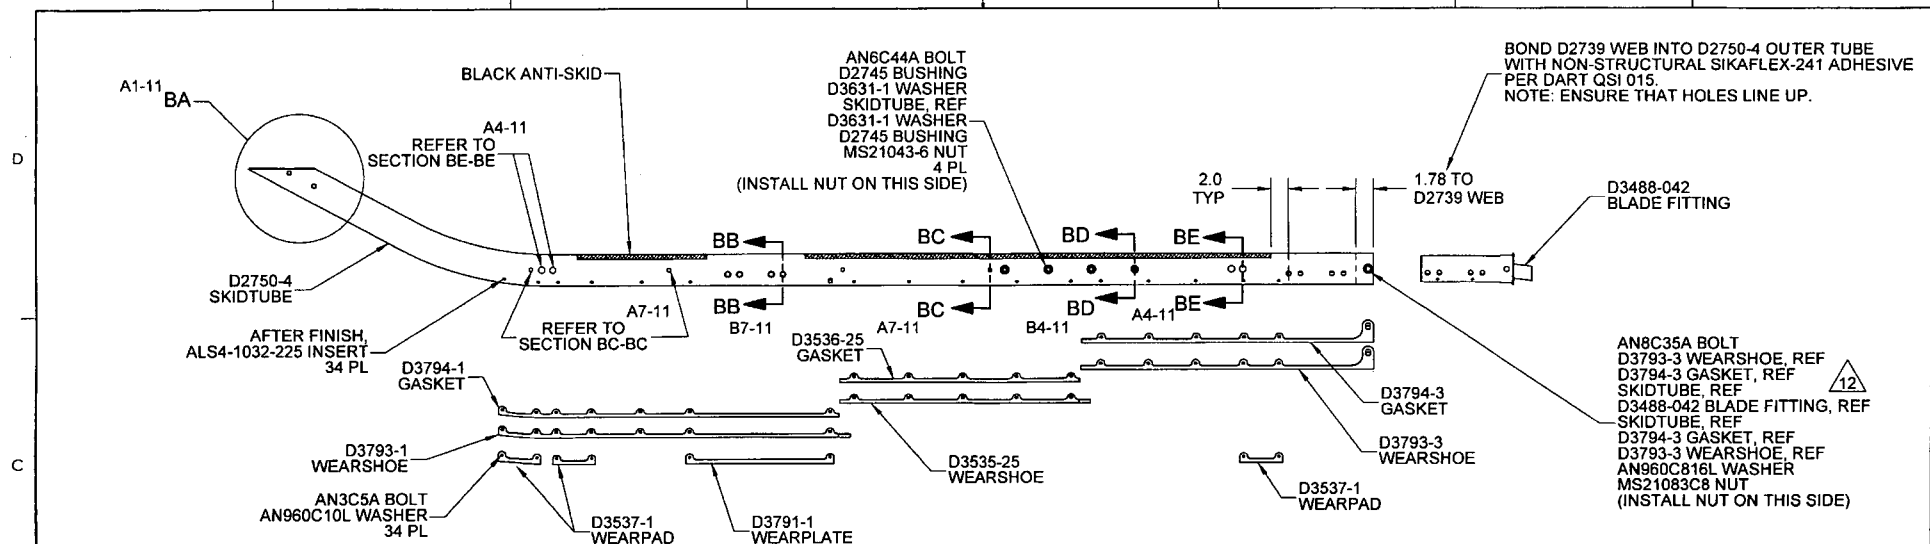 BOND D2739 WEB INTO D2750-4 OUTER TUBE
WITH NON-STRUCTURAL SIKAFLEX-241 ADHESIVE
PER DART QSI 015.
NOTE: ENSURE THAT HOLES LINE UP.
AN6C44A BOLT
D2745 BUSHING
D3631-1 WASHER
SKIDTUBE, REF
D3631-1 WASHER
D2745 BUSHING
MS21043-6 NUT
4 PL
(INSTALL NUT ON THIS SIDE)
BLACK ANTI-SKID
A1-11
BA
A4-11
REFER TO
SECTION BE-BE
D
2.0
TYP
1.78 TO
D2739 WEB
D3488-042
BLADE FITTING
BB
BC
BD
BE
D2750-4
SKIDTUBE
BB
BC
BD
BE
A7-11
B7-11
A7-11
B4-11
A4-11
REFER TO
SECTION BC-BC
AFTER FINISH,
ALS4-1032-225 INSERT
34 PL
D3794-1
GASKET
D3536-25
GASKET
D3794-3
GASKET
AN8C35A BOLT
D3793-3 WEARSHOE, REF
D3794-3 GASKET, REF
SKIDTUBE, REF
D3488-042 BLADE FITTING, REF
SKIDTUBE, REF
D3794-3 GASKET, REF
D3793-3 WEARSHOE, REF
AN960C816L WASHER
MS21083C8 NUT
(INSTALL NUT ON THIS SIDE)
12
D3793-1
WEARSHOE
D3535-25
WEARSHOE
D3793-3
WEARSHOE
C
AN3C5A BOLT
AN960C10L WASHER
34 PL
D3537-1
WEARPAD
D3791-1
WEARPLATE
D3537-1
WEARPAD